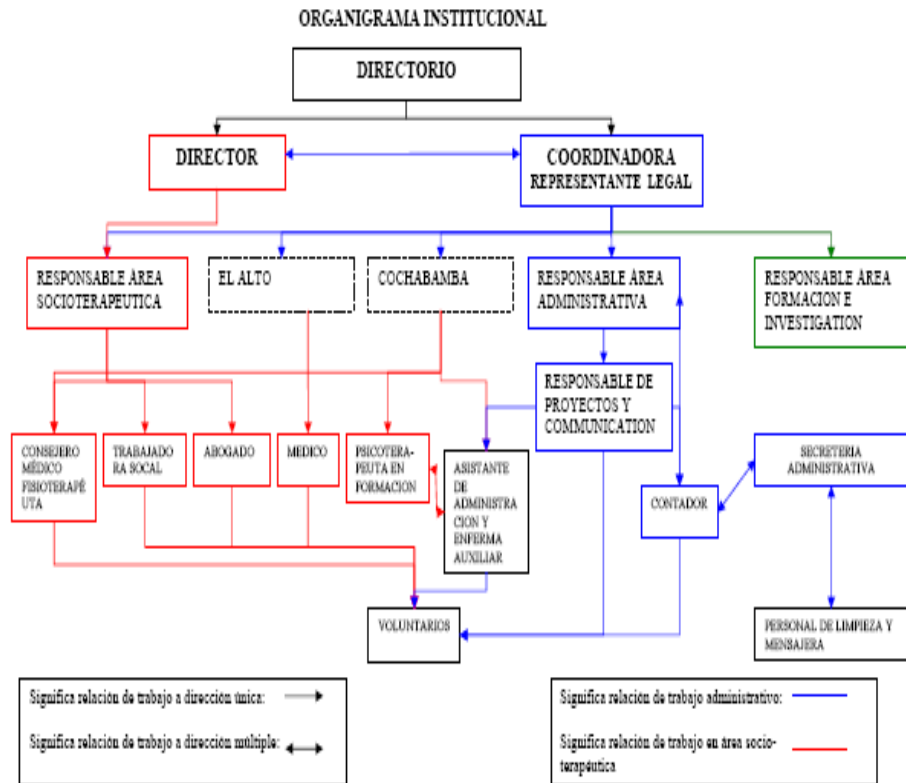 ORGANIGRAMA INSTITUCIONAL
DIRECTORIO
DIRECTOR
COORDINADORA
REPRESENTANTE LEGAL
RESPONSABLE ÁREA
SOCIOTERAPEUTICA
EL ALTO
COCHABAMBA
RESPONSABLE ÁREA
ADMINISTRATIVA
RESPONSABLE ÁREA
FORMACION E
INVESTIGATION
RESPONSABLE DE
PROYECTOS Y
COMMUNICATION
CONSEJERO
MÉDICO
FISIOTERAPÉ
UTA
TRABAJADO
RA SOCAL
ABOGADO
MEDICO
PSICOTERA-
PEUTA EN
FORMACION
ASISTANTE
DE
ADMINISTRA
CION Y
ENFERMA
AUXILIAR
CONTADOR
SECRETERIA
ADMINISTRATIVA
VOLUNTARIOS
PERSONAL DE LIMPIEZA Y
MENSAJERA
Significa relación de trabajo a dirección única:
Significa relación de trabajo a dirección múltiple:
Significa relación de trabajo administrativo:
Significa relación de trabajo en área socio-
terapéutica